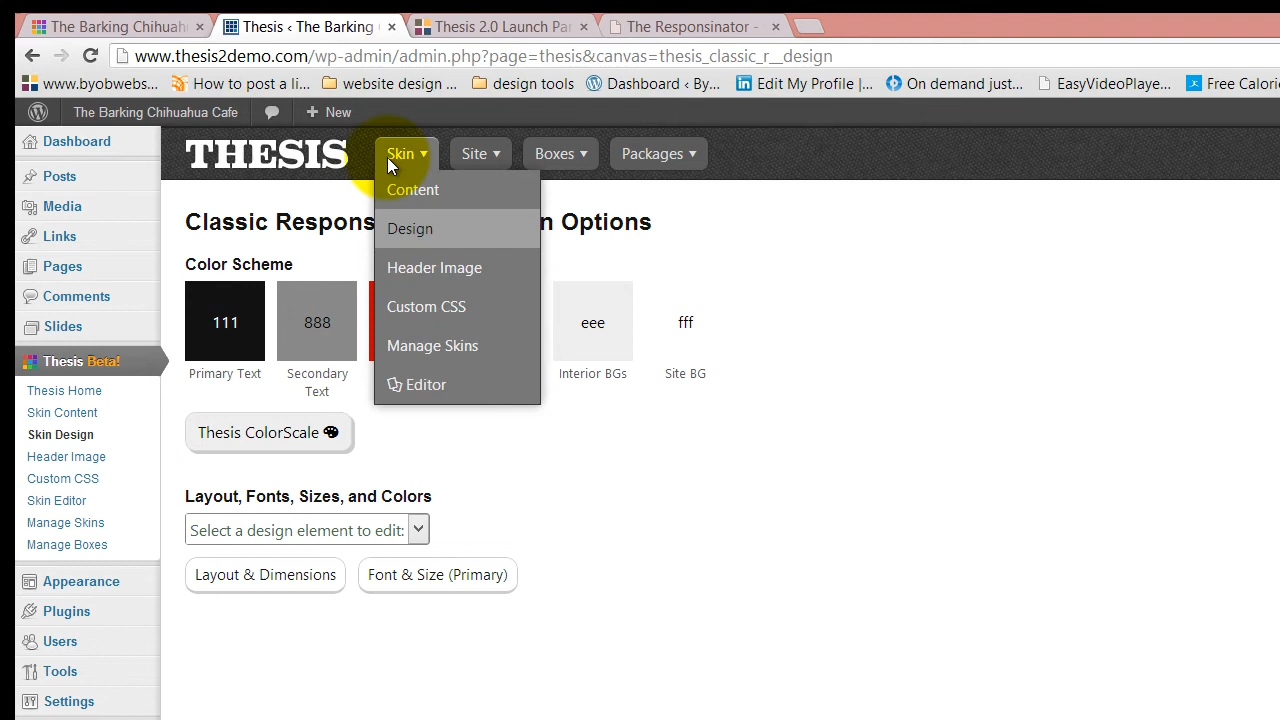 The Barking Chihuahu
Thesis ‹ The Barking
Thesis 2.0 Launch Par
The Responsinator -
www.thesis2demo.com/wp-admin/admin.php?page=thesis&canvas=thesis_classic_r__design
www.byobwebs... How to post a li... website design ... design tools Dashboard ‹ By... Edit My Profile |... On demand just... EasyVideoPlaye... Free Calorie
The Barking Chihuahua Cafe + New
Dashboard
Posts
Media
Links
Pages
Comments
Slides
Thesis Beta!
Thesis Home
Skin Content
Skin Design
Header Image
Custom CSS
Skin Editor
Manage Skins
Manage Boxes
Appearance
Plugins
Users
Tools
Settings
THESIS
Skin ▾
Site ▾
Boxes ▾
Packages ▾
Content
Design
Header Image
Custom CSS
Manage Skins
Editor
Classic Respons n Options
Color Scheme
111
888
eee
fff
Primary Text
Secondary
Text
Interior BGs
Site BG
Thesis ColorScale
Layout, Fonts, Sizes, and Colors
Select a design element to edit:
Layout & Dimensions
Font & Size (Primary)